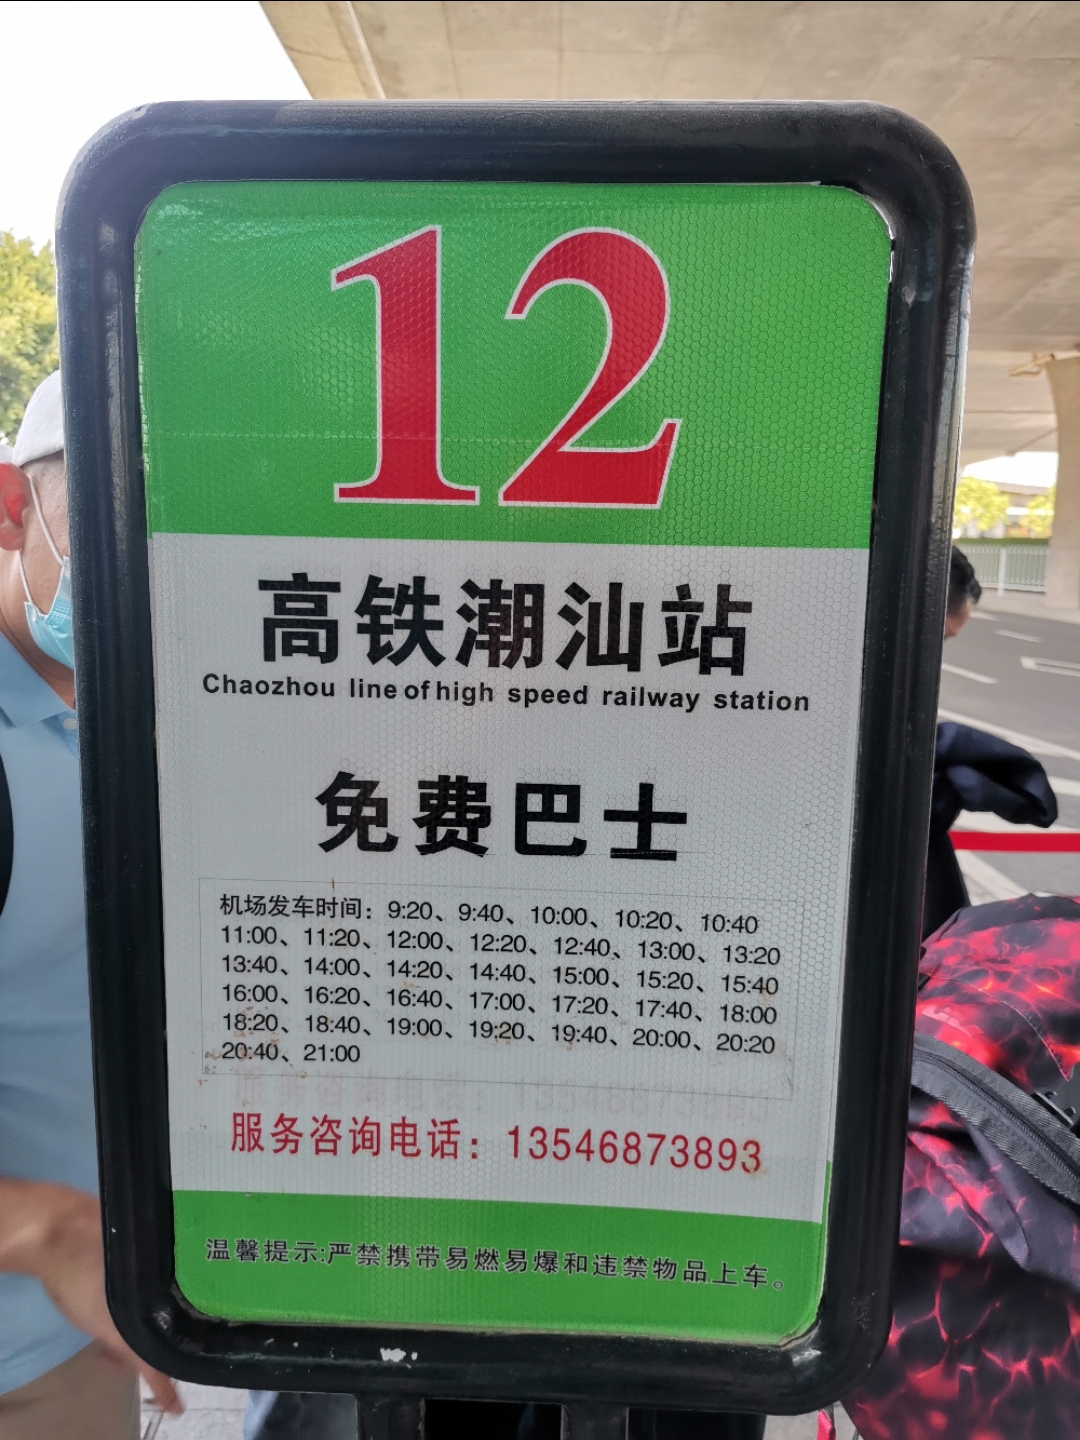 12
高铁潮汕站
Chaozhou line of high speed railway station
免费巴士
机场发车时间：9:20、9:40、10:00、10:20、10:40
11:00、11:20、12:00、12:20、12:40、13:00、13:20
13:40、14:00、14:20、14:40、15:00、15:20、15:40
16:00、16:20、16:40、17:00、17:20、17:40、18:00
18:20、18:40、19:00、19:20、19:40、20:00、20:20
20:40、21:00
服务咨询电话：13546873893
温馨提示:严禁携带易燃易爆和违禁物品上车。